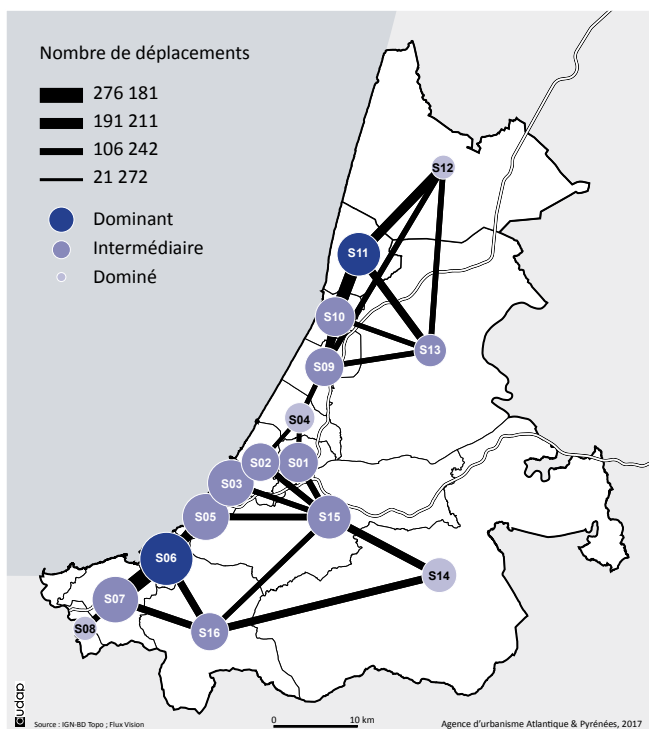 Nombre de déplacements
276 181
191 211
106 242
21 272
Dominant
Intermédiaire
Dominé
S12
S11
S10
S13
S09
S04
S02
S01
S03
S05
S15
S06
S14
S07
S08
S16
audap
Source : IGN-BD Topo ; Flux Vision
0 10 km
Agence d'urbanisme Atlantique & Pyrénées, 2017